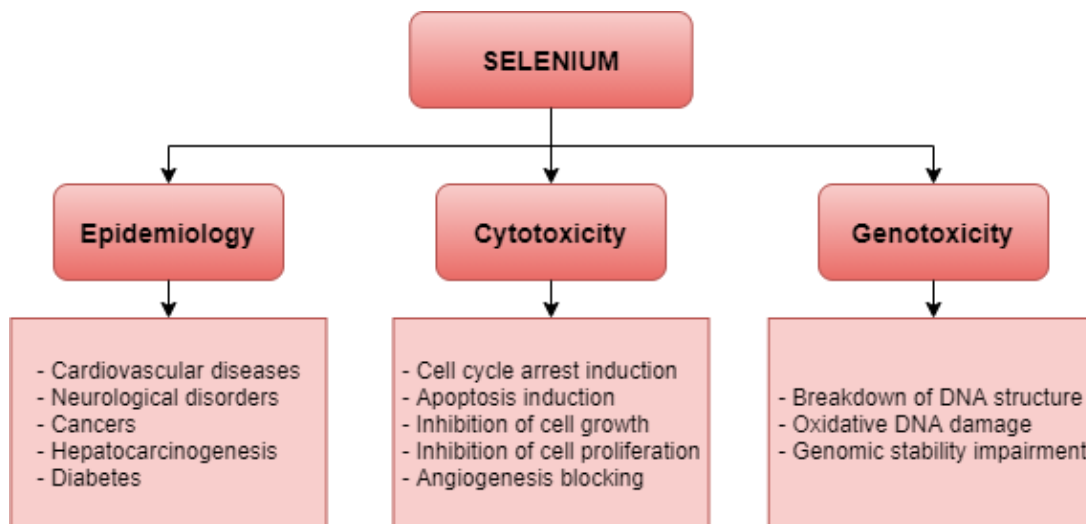 SELENIUM
Epidemiology
Cytotoxicity
Genotoxicity
- Cardiovascular diseases
- Neurological disorders
- Cancers
- Hepatocarcinogenesis
- Diabetes
- Cell cycle arrest induction
- Apoptosis induction
- Inhibition of cell growth
- Inhibition of cell proliferation
- Angiogenesis blocking
- Breakdown of DNA structure
- Oxidative DNA damage
- Genomic stability impairment